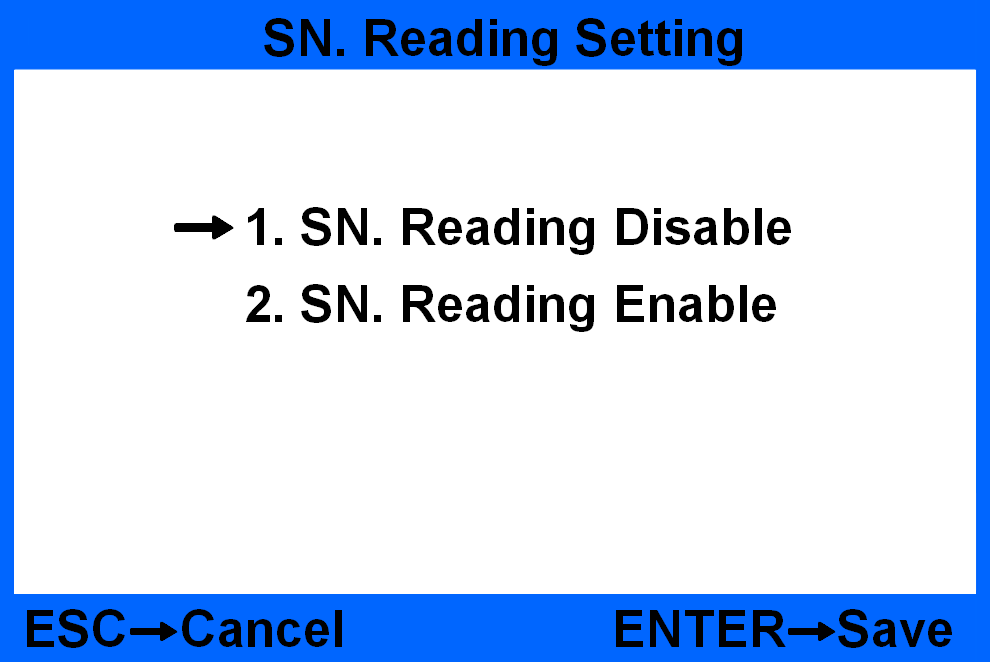 SN. Reading Setting
→1. SN. Reading Disable
2. SN. Reading Enable
ESC→Cancel ENTER→Save